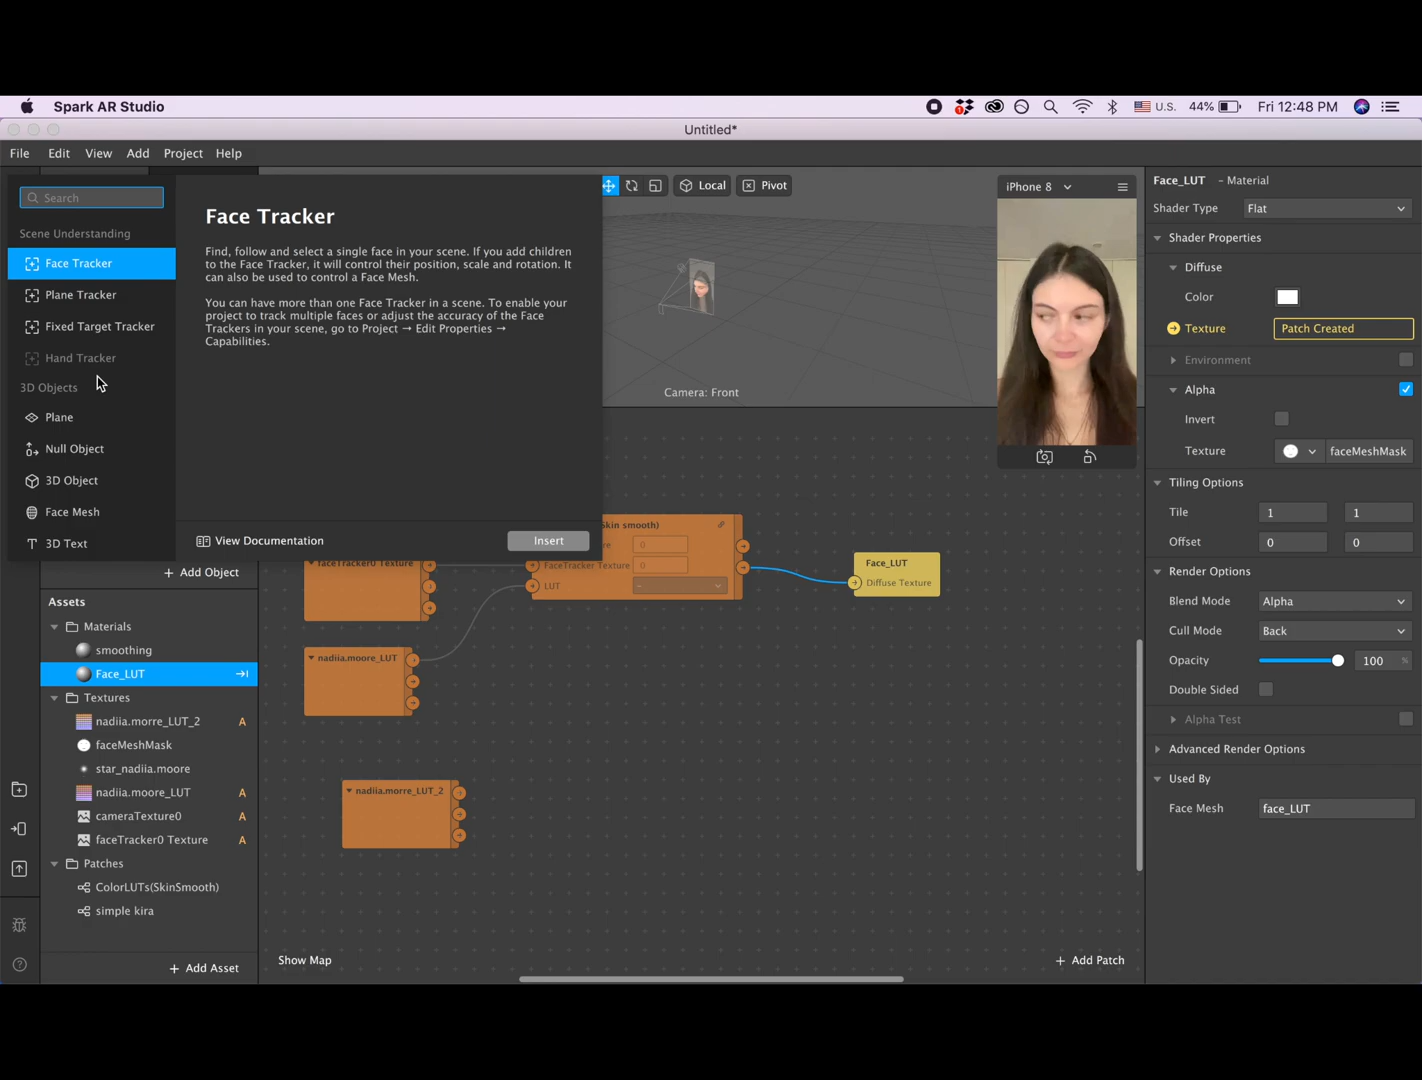 Spark AR Studio
U.S.
44%
Fri 12:48 PM
Untitled*
File
Edit
View
Add
Project
Help
Search
Scene Understanding
Face Tracker
Plane Tracker
Fixed Target Tracker
Hand Tracker
3D Objects
Plane
Null Object
3D Object
Face Mesh
3D Text
Face Tracker
Find, follow and select a single face in your scene. If you add children
to the Face Tracker, it will control their position, scale and rotation. It
can also be used to control a Face Mesh.
You can have more than one Face Tracker in a scene. To enable your
project to track multiple faces or adjust the accuracy of the Face
Trackers in your scene, go to Project → Edit Properties →
Capabilities.
View Documentation
Insert
Local
Pivot
Camera: Front
iPhone 8
+ Add Object
Assets
Materials
smoothing
Face_LUT
Textures
nadiia.morre_LUT_2 A
faceMeshMask
star_nadiia.moore
nadiia.moore_LUT A
cameraTexture0 A
faceTracker0 Texture A
Patches
ColorLUTs(SkinSmooth)
simple kira
+ Add Asset
faceTracker0 Texture
nadiia.moore_LUT
nadiia.morre_LUT_2
kin smooth)
0
FaceTracker Texture 0
LUT
Face_LUT
Diffuse Texture
Show Map
+ Add Patch
Face_LUT - Material
Shader Type Flat
Shader Properties
Diffuse
Color
Texture Patch Created
Environment
Alpha
Invert
Texture faceMeshMask
Tiling Options
Tile 1 1
Offset 0 0
Render Options
Blend Mode Alpha
Cull Mode Back
Opacity 100 %
Double Sided
Alpha Test
Advanced Render Options
Used By
Face Mesh face_LUT